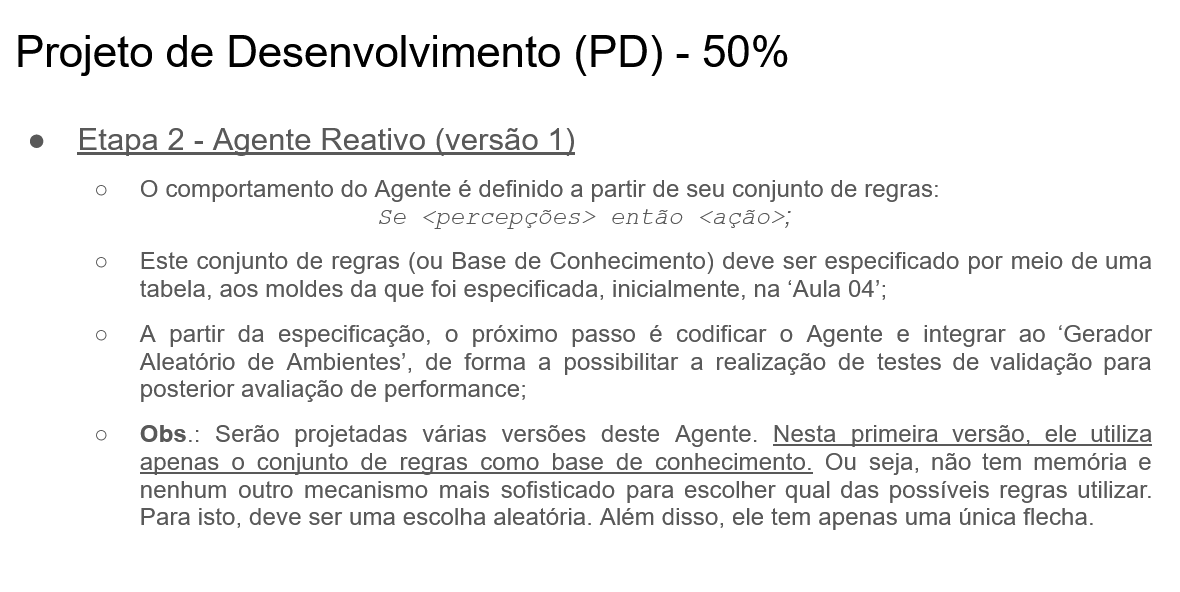 Projeto de Desenvolvimento (PD) - 50%
● Etapa 2 - Agente Reativo (versão 1)
○ O comportamento do Agente é definido a partir de seu conjunto de regras:
Se <percepções> então <ação>;
○ Este conjunto de regras (ou Base de Conhecimento) deve ser especificado por meio de uma
tabela, aos moldes da que foi especificada, inicialmente, na ‘Aula 04’;
○ A partir da especificação, o próximo passo é codificar o Agente e integrar ao ‘Gerador
Aleatório de Ambientes’, de forma a possibilitar a realização de testes de validação para
posterior avaliação de performance;
○ Obs.: Serão projetadas várias versões deste Agente. Nesta primeira versão, ele utiliza
apenas o conjunto de regras como base de conhecimento. Ou seja, não tem memória e
nenhum outro mecanismo mais sofisticado para escolher qual das possíveis regras utilizar.
Para isto, deve ser uma escolha aleatória. Além disso, ele tem apenas uma única flecha.